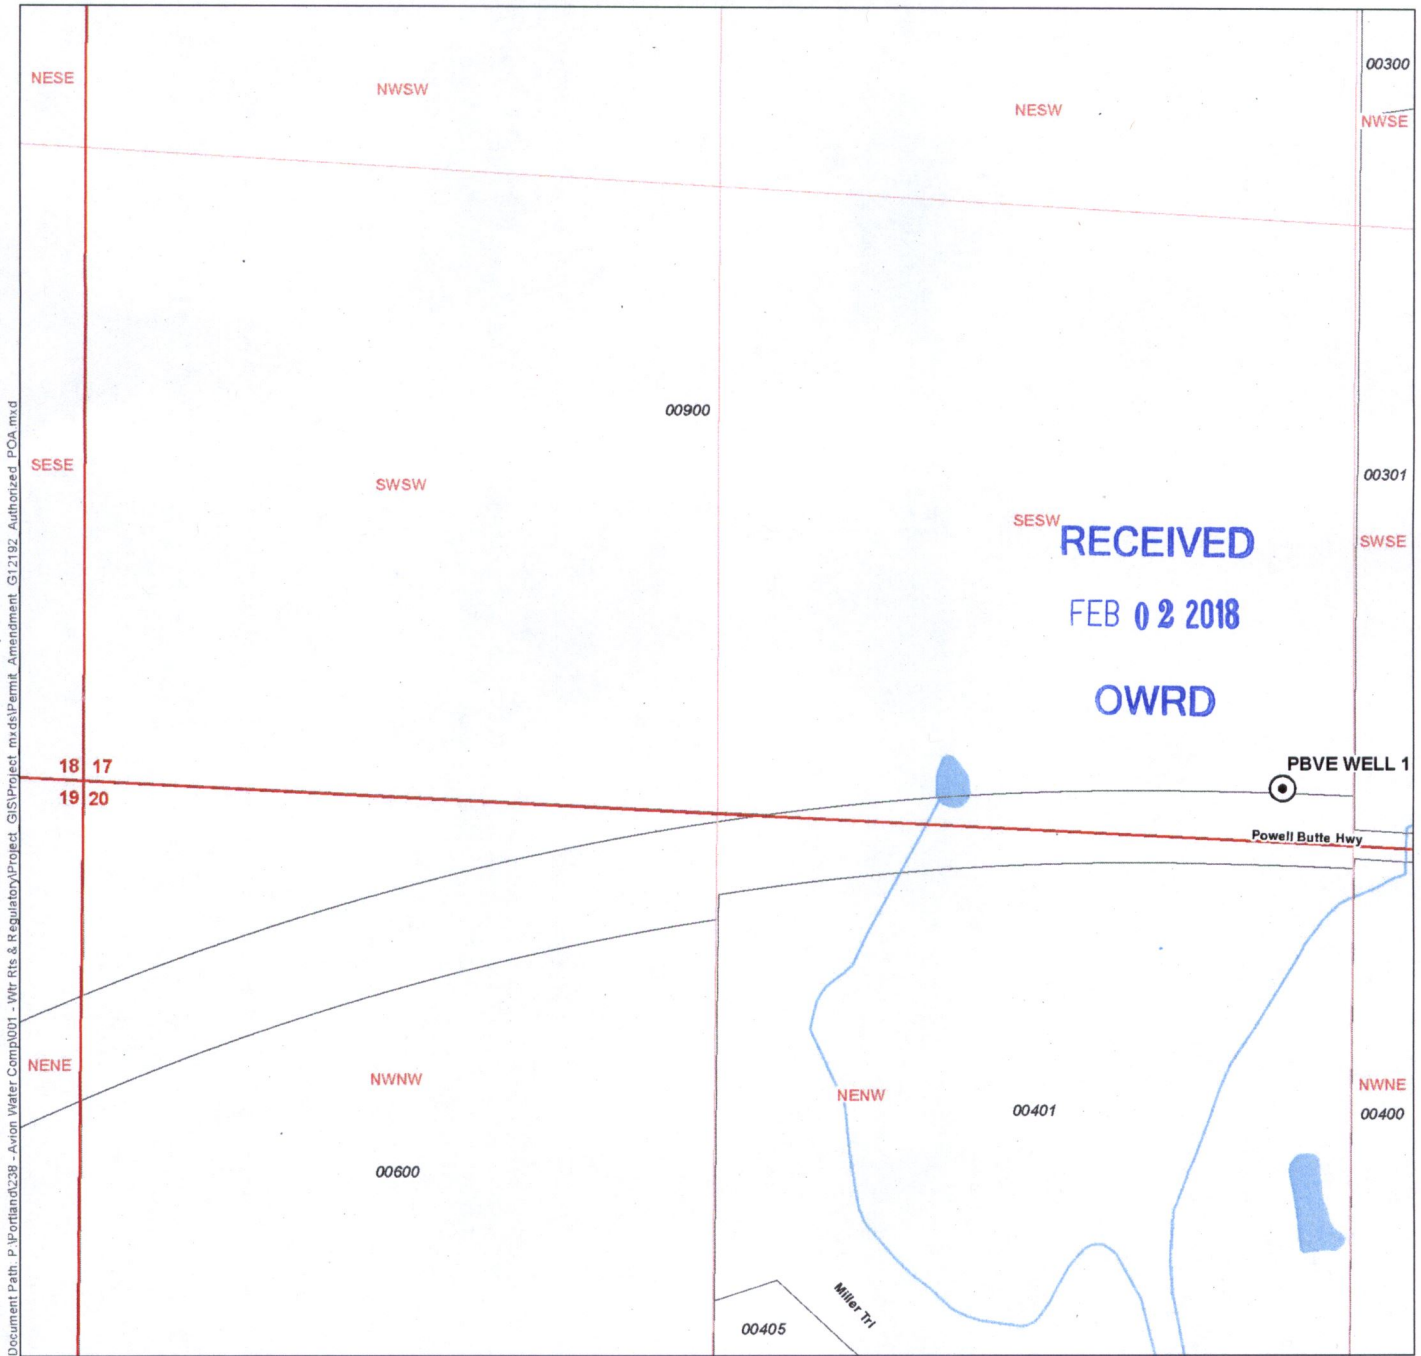 00300
NESE
NWSW
NESW
NWSE
00900
SESE
SWSW
00301
SESW
SWSE
RECEIVED
FEB 02 2018
OWRD
18 17
19 20
PBVE WELL 1
Powell Butte Hwy
NENE
NWNW
NENW
00401
NWNE
00400
00600
Miller Trl
00405
Document Path: P:\Portland\238 - Avion Water Comp\001 - Wtr Rts & Regulatory\Project_GIS\Project_mxds\Permit_Amendment_G12192_Authorized_POA.mxd